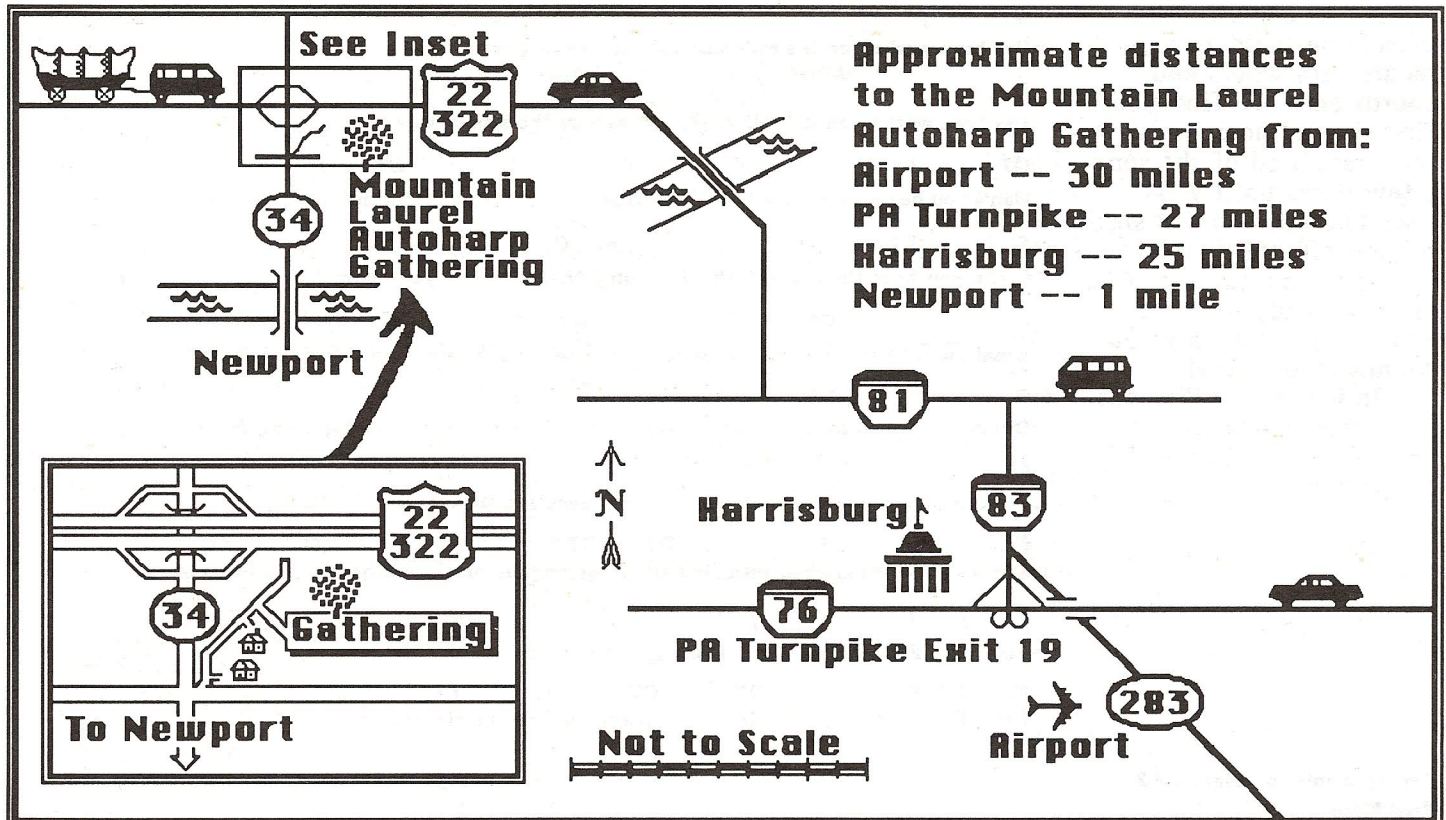 See Inset
22
322
34
Mountain
Laurel
Autoharp
Gathering
Newport
Approximate distances
to the Mountain Laurel
Autoharp Gathering from:
Airport -- 30 miles
PA Turnpike -- 27 miles
Harrisburg -- 25 miles
Newport -- 1 mile
81
83
N
Harrisburg
76
PA Turnpike Exit 19
283
Airport
Not to Scale
22
322
34
Gathering
To Newport